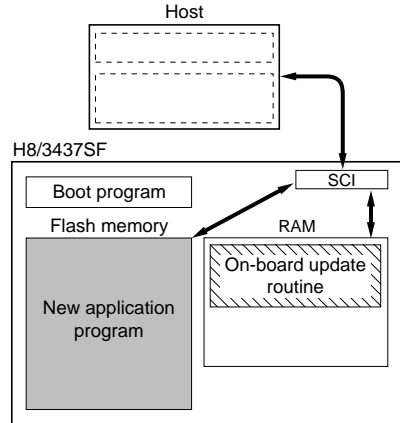 Host
H8/3437SF
SCI
Boot program
Flash memory
RAM
On-board update
routine
New application
program